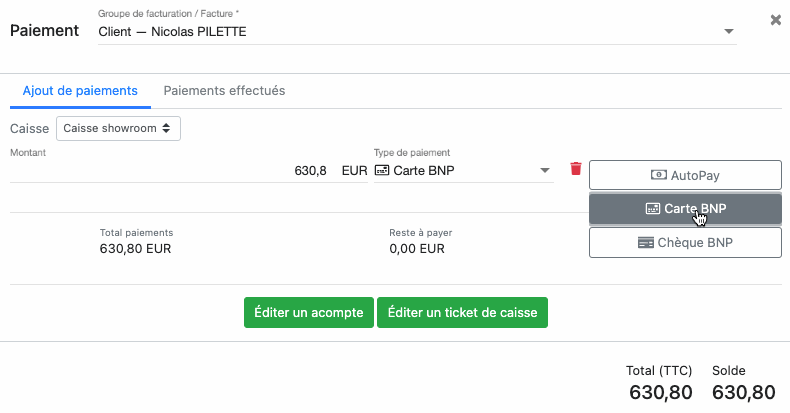 Groupe de facturation / Facture *
Paiement
Client — Nicolas PILETTE
Ajout de paiements
Paiements effectués
Caisse
Caisse showroom
Montant
630,8 EUR
Type de paiement
Carte BNP
AutoPay
Carte BNP
Chèque BNP
Total paiements
630,80 EUR
Reste à payer
0,00 EUR
Éditer un acompte
Éditer un ticket de caisse
Total (TTC)
630,80
Solde
630,80